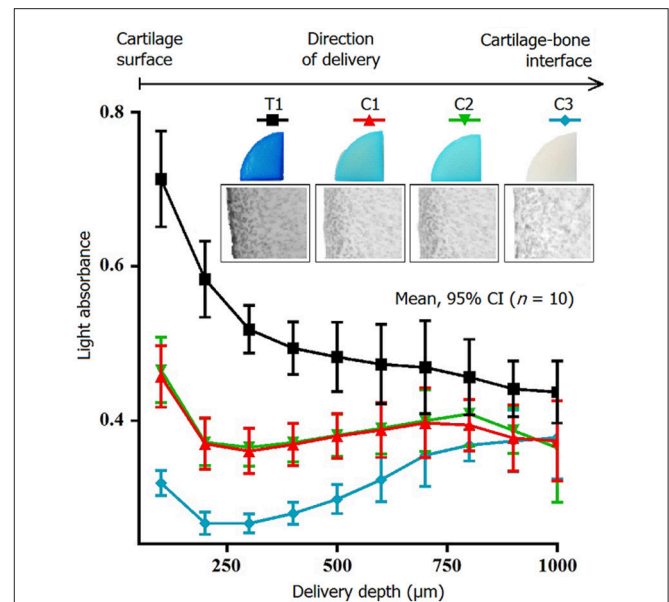 Cartilage surface
Direction of delivery
Cartilage-bone interface
T1 C1 C2 C3
Mean, 95% CI (n = 10)
Light absorbance
0.8
0.6
0.4
250 500 750 1000
Delivery depth (µm)